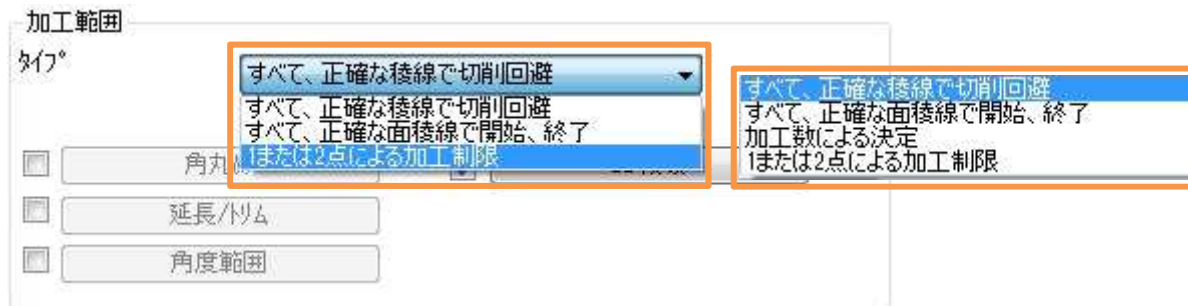 加工範囲
ﾀｲﾌﾟ
すべて、正確な稜線で切削回避
すべて、正確な稜線で切削回避
すべて、正確な面稜線で開始、終了
1または2点による加工制限
すべて、正確な稜線で切削回避
すべて、正確な面稜線で開始、終了
加工数による決定
1または2点による加工制限
角丸
延長/ﾄﾘﾑ
角度範囲